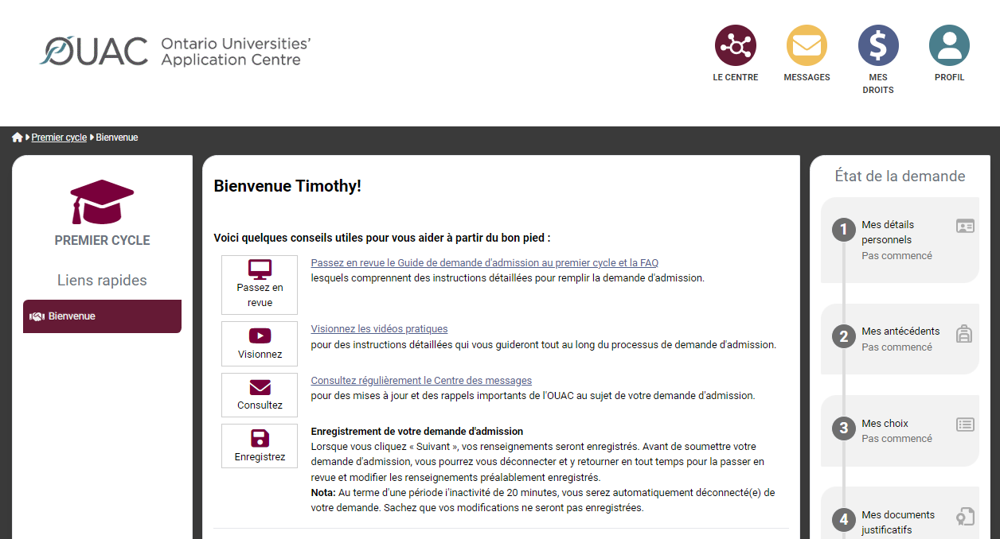 OUAC Ontario Universities'
Application Centre
LE CENTRE
MESSAGES
MES
DROITS
PROFIL
Premier cycle Bienvenue
PREMIER CYCLE
Liens rapides
Bienvenue
Bienvenue Timothy!
Voici quelques conseils utiles pour vous aider à partir du bon pied :
Passez en
revue
Passez en revue le Guide de demande d'admission au premier cycle et la FAQ
lesquels comprennent des instructions détaillées pour remplir la demande d'admission.
Visionnez
Visionnez les vidéos pratiques
pour des instructions détaillées qui vous guideront tout au long du processus de demande d'admission.
Consultez
Consultez régulièrement le Centre des messages
pour des mises à jour et des rappels importants de l'OUAC au sujet de votre demande d'admission.
Enregistrez
Enregistrement de votre demande d'admission
Lorsque vous cliquez « Suivant », vos renseignements seront enregistrés. Avant de soumettre votre
demande d'admission, vous pourrez vous déconnecter et y retourner en tout temps pour la passer en
revue et modifier les renseignements préalablement enregistrés.
Nota: Au terme d'une période i'inactivité de 20 minutes, vous serez automatiquement déconnecté(e) de
votre demande. Sachez que vos modifications ne seront pas enregistrées.
État de la demande
1
Mes détails
personnels
Pas commencé
2
Mes antécédents
Pas commencé
3
Mes choix
Pas commencé
4
Mes documents
justificatifs